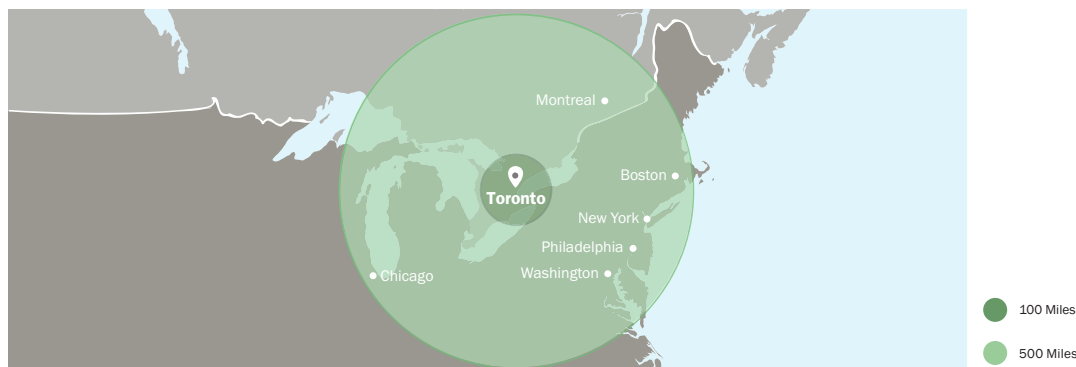 Montreal
Boston
Toronto
New York
Philadelphia
Washington
Chicago
100 Miles
500 Miles